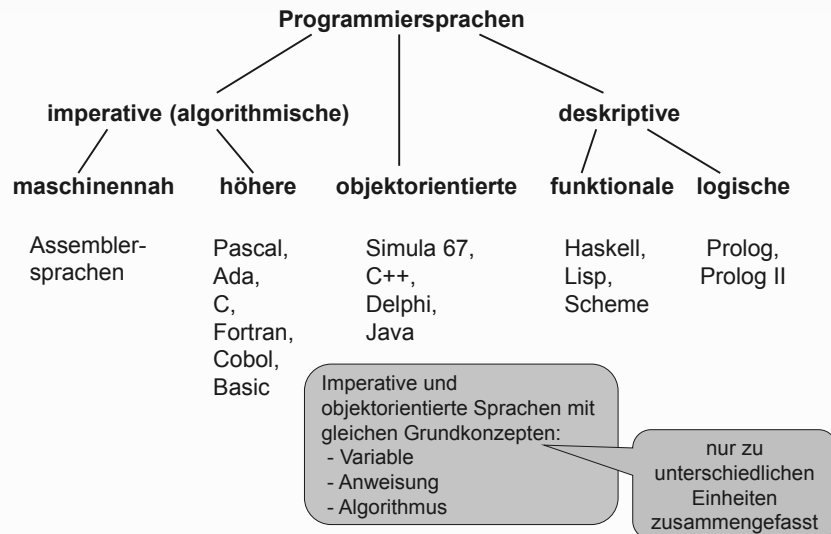 Programmiersprachen
imperative (algorithmische)
deskriptive
maschinennah
höhere
objektorientierte
funktionale
logische
Assembler-
sprachen
Pascal,
Ada,
C,
Fortran,
Cobol,
Basic
Simula 67,
C++,
Delphi,
Java
Haskell,
Lisp,
Scheme
Prolog,
Prolog II
Imperative und
objektorientierte Sprachen mit
gleichen Grundkonzepten:
- Variable
- Anweisung
- Algorithmus
nur zu
unterschiedlichen
Einheiten
zusammengefasst